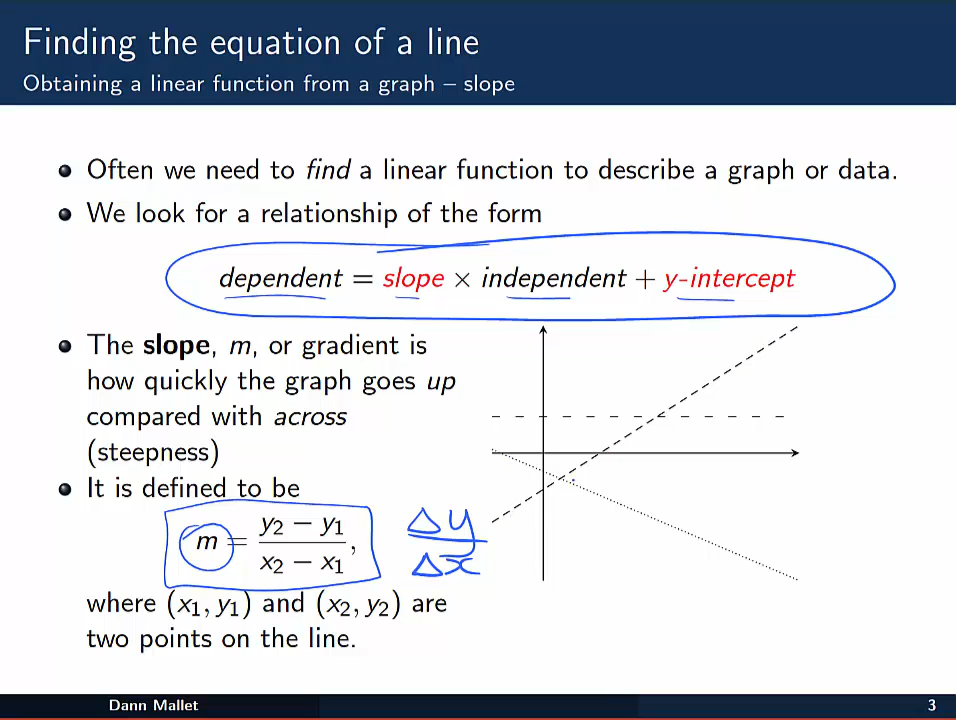 Finding the equation of a line
Obtaining a linear function from a graph – slope
Often we need to find a linear function to describe a graph or data.
We look for a relationship of the form
dependent = slope × independent + y-intercept
The slope, m, or gradient is
how quickly the graph goes up
compared with across
(steepness)
It is defined to be
m = \frac{y₂ − y₁}{x₂ − x₁},
\frac{Δy}{Δx}
where (x₁, y₁) and (x₂, y₂) are
two points on the line.
Dann Mallet
3